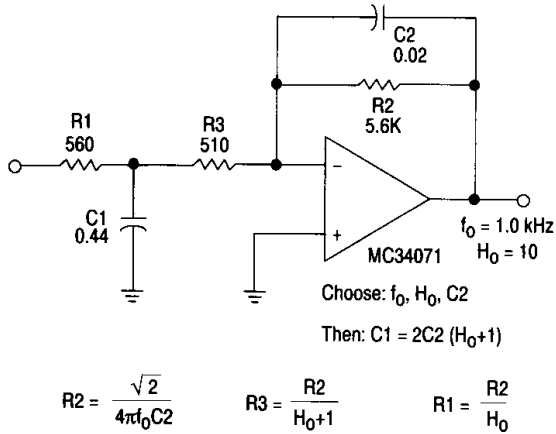 C2
0.02
R2
5.6K
R1
560
R3
510
C1
0.44
−
+
MC34071
f₀ = 1.0 kHz
H₀ = 10
Choose: f₀, H₀, C2
Then: C1 = 2C2 (H₀+1)
R2 = √2 / 4πf₀C2
R3 = R2 / H₀+1
R1 = R2 / H₀